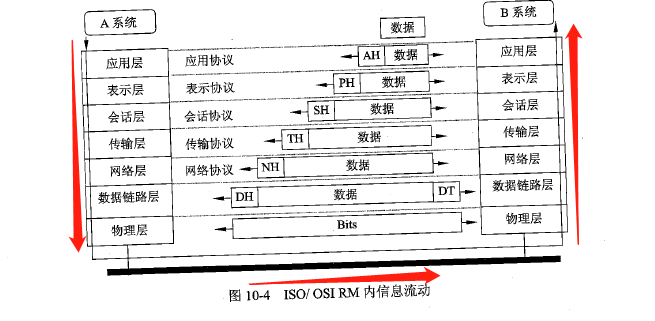 A 系统
B 系统
数据
应用层 应用协议 AH 数据 应用层
表示层 表示协议 PH 数据 表示层
会话层 会话协议 SH 数据 会话层
传输层 传输协议 TH 数据 传输层
网络层 网络协议 NH 数据 网络层
数据链路层 DH 数据 DT 数据链路层
物理层 Bits 物理层
图 10-4 ISO/ OSI RM 内信息流动